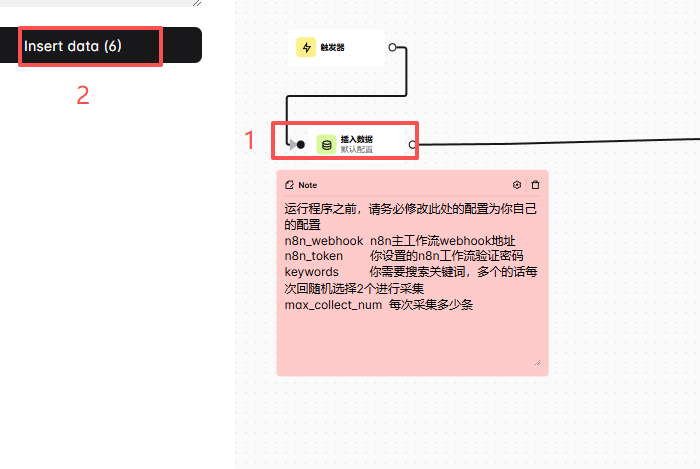 Insert data (6)
2
触发器
1
插入数据
默认配置
Note
运行程序之前，请务必修改此处的配置为你自己
的配置
n8n_webhook n8n主工作流webhook地址
n8n_token 你设置的n8n工作流验证密码
keywords 你需要搜索关键词，多个的话每
次回随机选择2个进行采集
max_collect_num 每次采集多少条